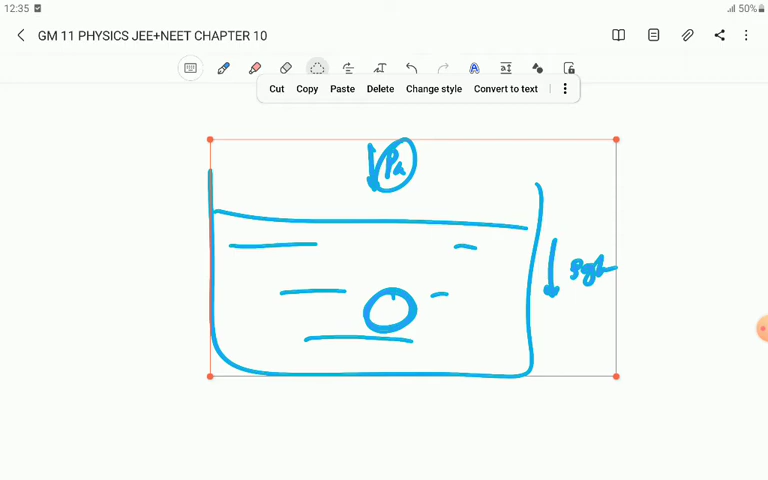 12:35
50%
GM 11 PHYSICS JEE+NEET CHAPTER 10
Cut Copy Paste Delete Change style Convert to text
Pa
ρgh